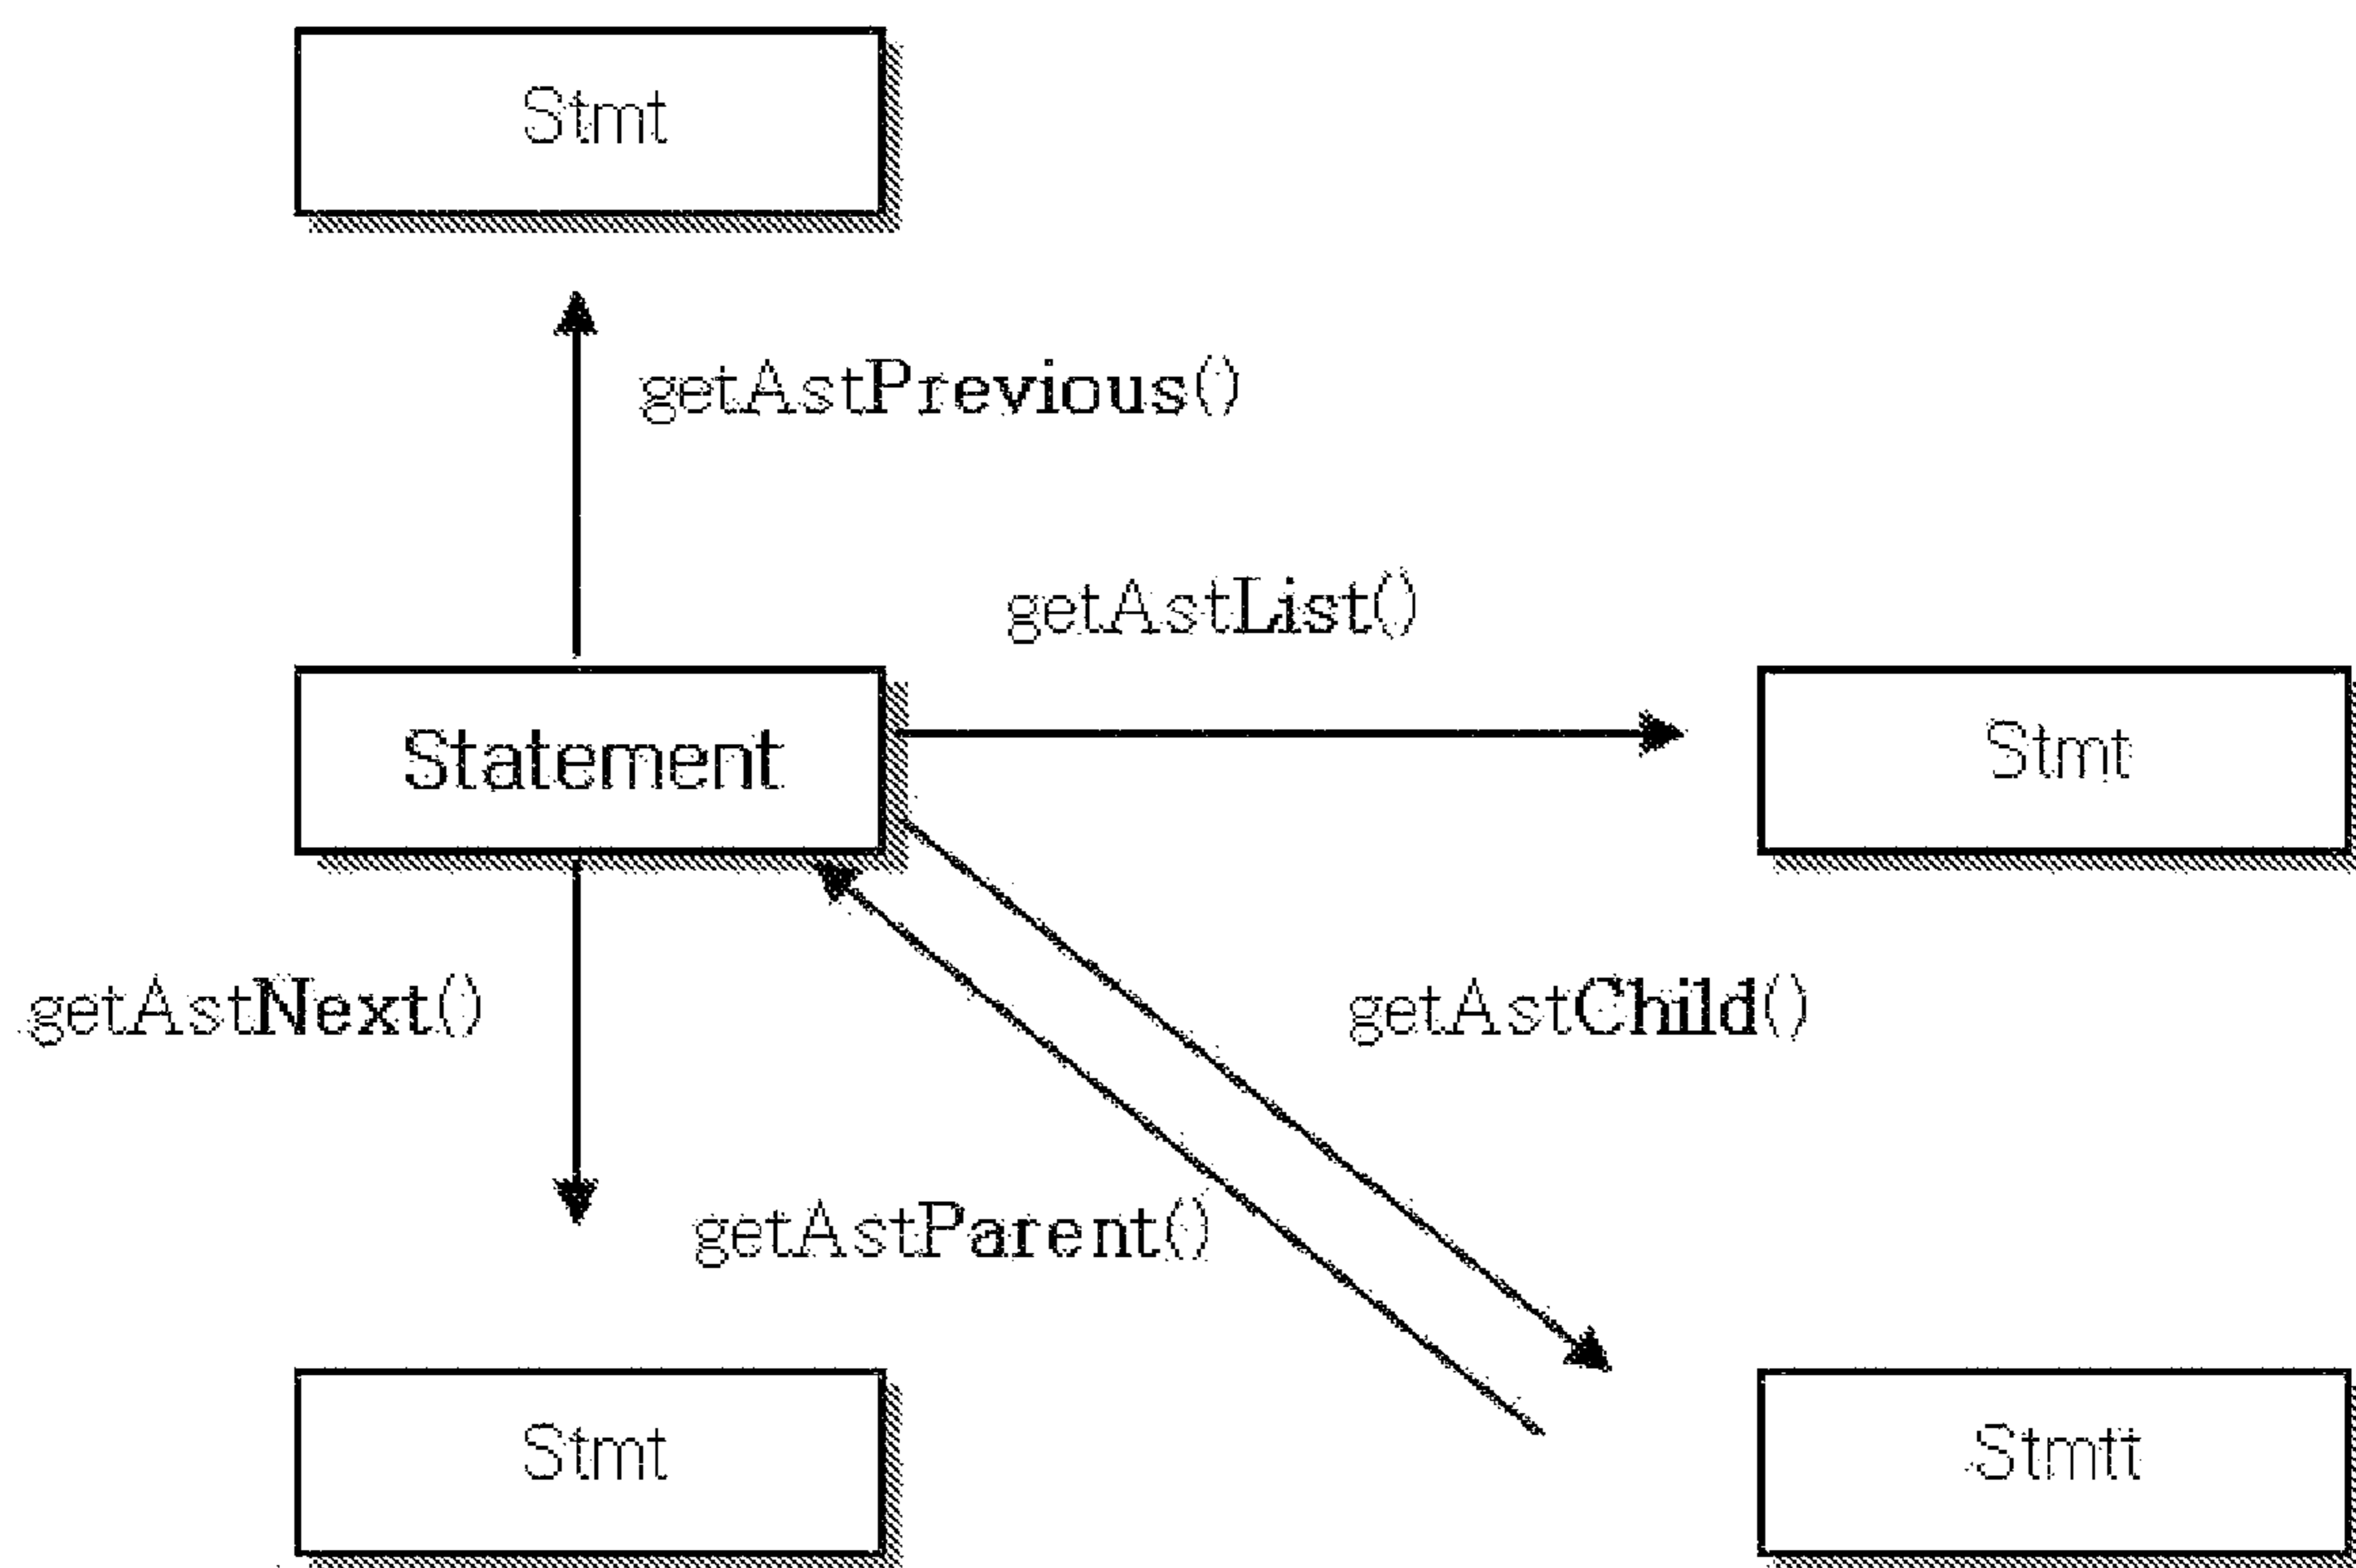 Stmt
getAstPrevious()
getAstList()
Statement
Stmt
getAstNext()
getAstChild()
getAstParent()
Stmt
Stmtt